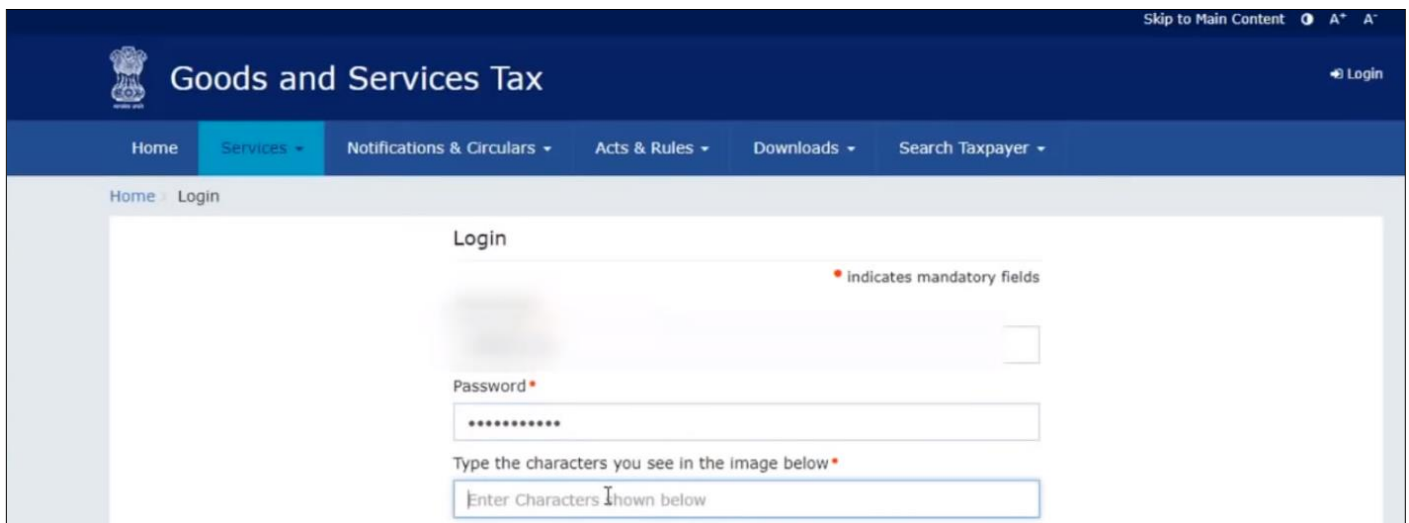 Skip to Main Content A+ A-
Goods and Services Tax
Login
Home Services Notifications & Circulars Acts & Rules Downloads Search Taxpayer
Home Login
Login
• indicates mandatory fields
Password•
•••••••••••
Type the characters you see in the image below•
Enter Characters shown below